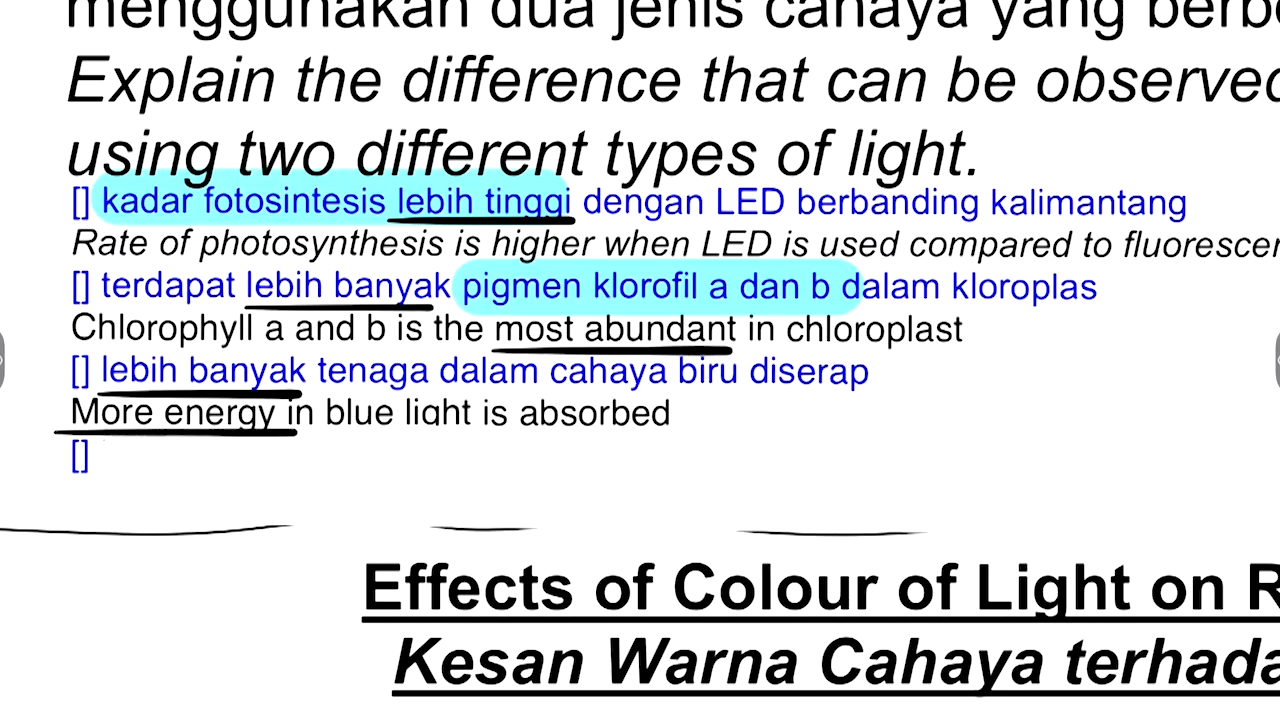 menggunakan dua jenis cahaya yang
Explain the difference that can be observed
using two different types of light.
[] kadar fotosintesis lebih tinggi dengan LED berbanding kalimantang
Rate of photosynthesis is higher when LED is used compared to
[] terdapat lebih banyak pigmen klorofil a dan b dalam kloroplas
Chlorophyll a and b is the most abundant in chloroplast
[] lebih banyak tenaga dalam cahaya biru diserap
More energy in blue light is absorbed
[]
Effects of Colour of Light on
Kesan Warna Cahaya